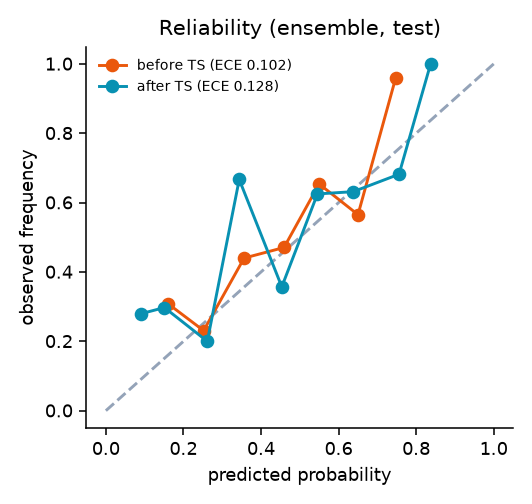 Reliability (ensemble, test)
before TS (ECE 0.102)
after TS (ECE 0.128)
observed frequency
1.0
0.8
0.6
0.4
0.2
0.0
0.0 0.2 0.4 0.6 0.8 1.0
predicted probability